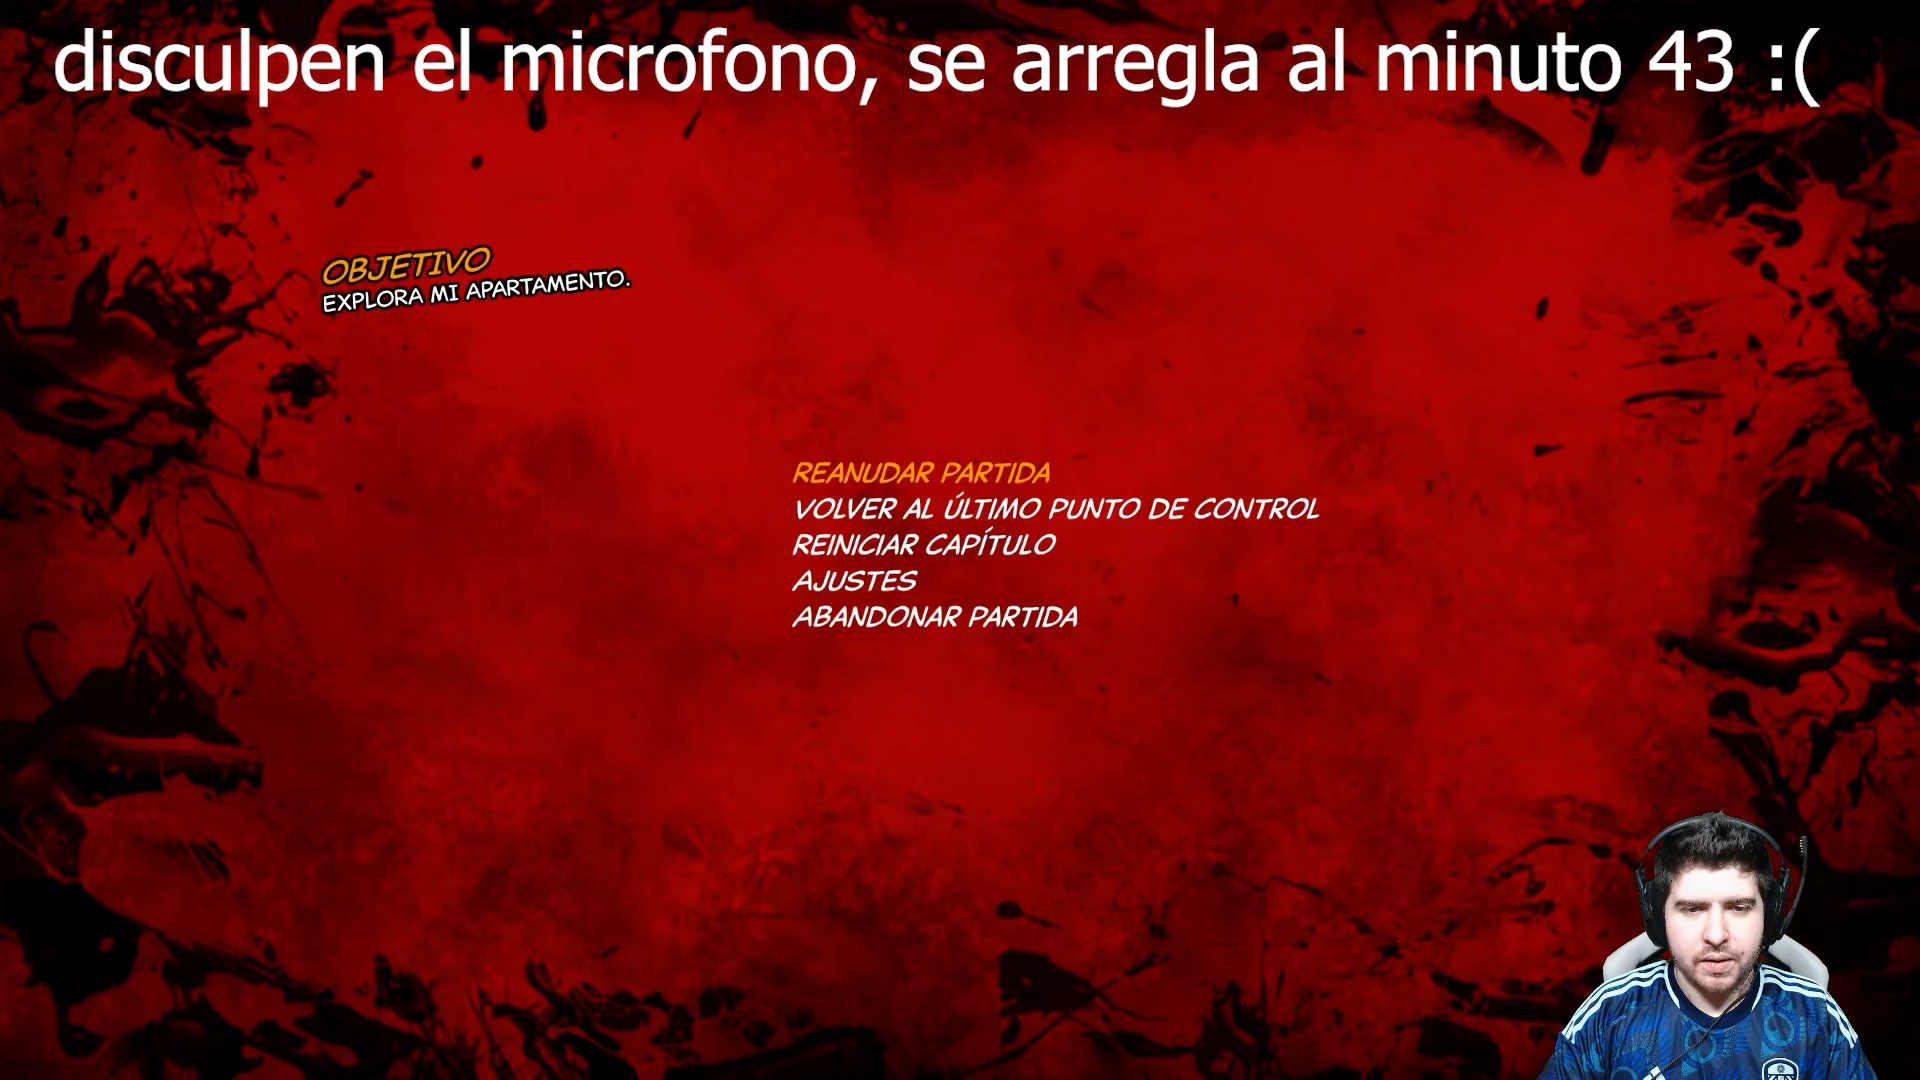 disculpen el microfono, se arregla al minuto 43 :(
OBJETIVO
EXPLORA MI APARTAMENTO.
REANUDAR PARTIDA
VOLVER AL ÚLTIMO PUNTO DE CONTROL
REINICIAR CAPÍTULO
AJUSTES
ABANDONAR PARTIDA